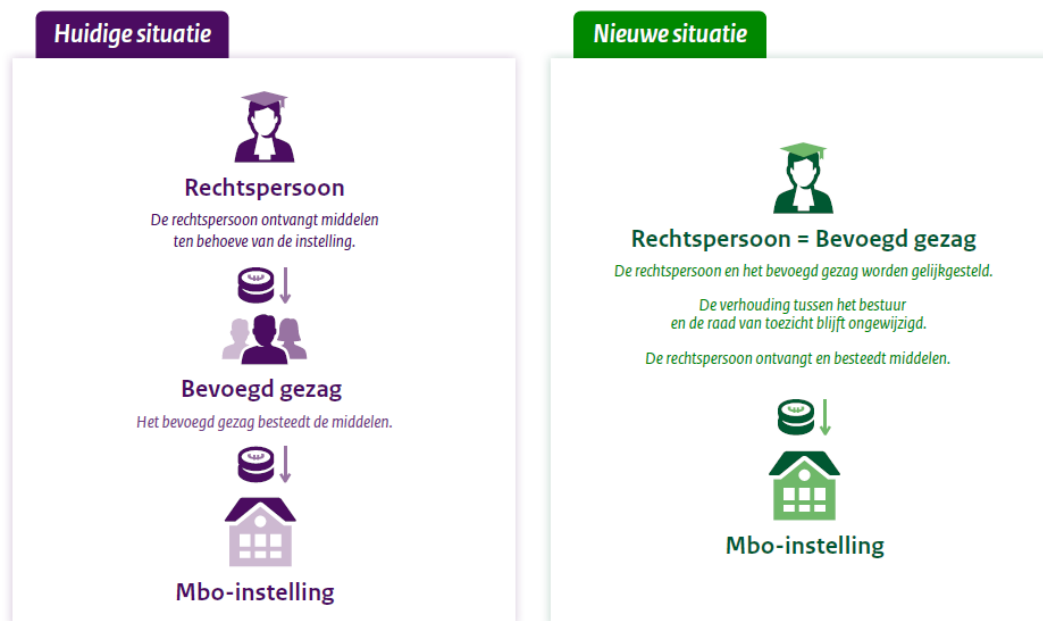 Huidige situatie
Rechtspersoon
De rechtspersoon ontvangt middelen
ten behoeve van de instelling.
Bevoegd gezag
Het bevoegd gezag besteedt de middelen.
Mbo-instelling
Nieuwe situatie
Rechtspersoon = Bevoegd gezag
De rechtspersoon en het bevoegd gezag worden gelijkgesteld.
De verhouding tussen het bestuur
en de raad van toezicht blijft ongewijzigd.
De rechtspersoon ontvangt en besteedt middelen.
Mbo-instelling